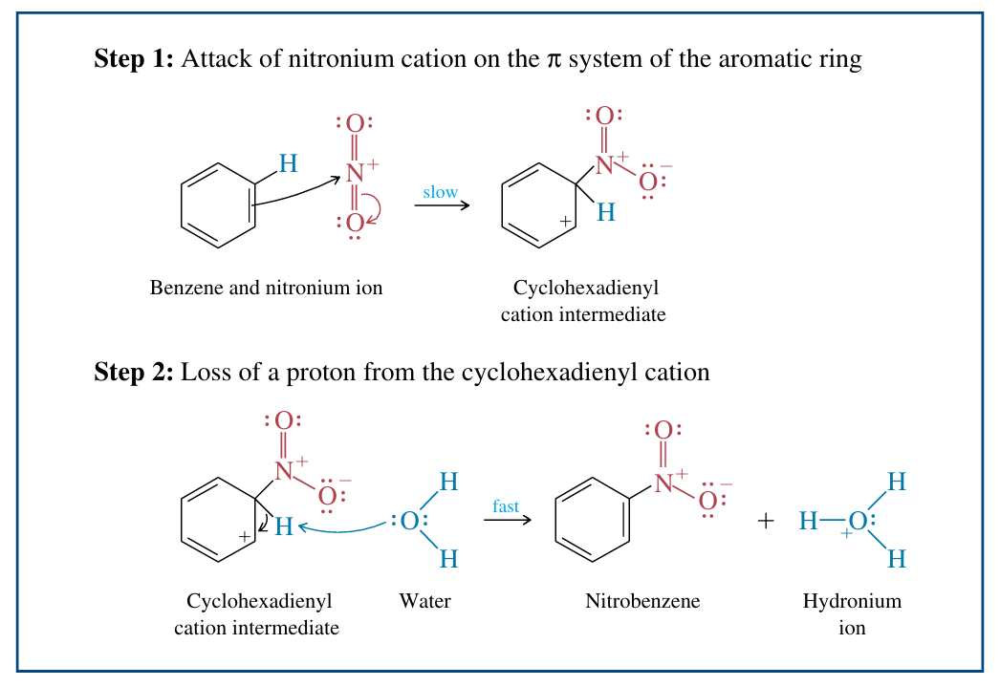 Step 1: Attack of nitronium cation on the π system of the aromatic ring
:O:
H
N+
:O:
slow
:O:
N+
:O:−
H
+
Benzene and nitronium ion
Cyclohexadienyl
cation intermediate
Step 2: Loss of a proton from the cyclohexadienyl cation
:O:
N+
:O:−
H
+
H
:O:
H
fast
:O:
N+
:O:−
+
H
H—O:
+
H
Cyclohexadienyl
cation intermediate
Water
Nitrobenzene
Hydronium
ion